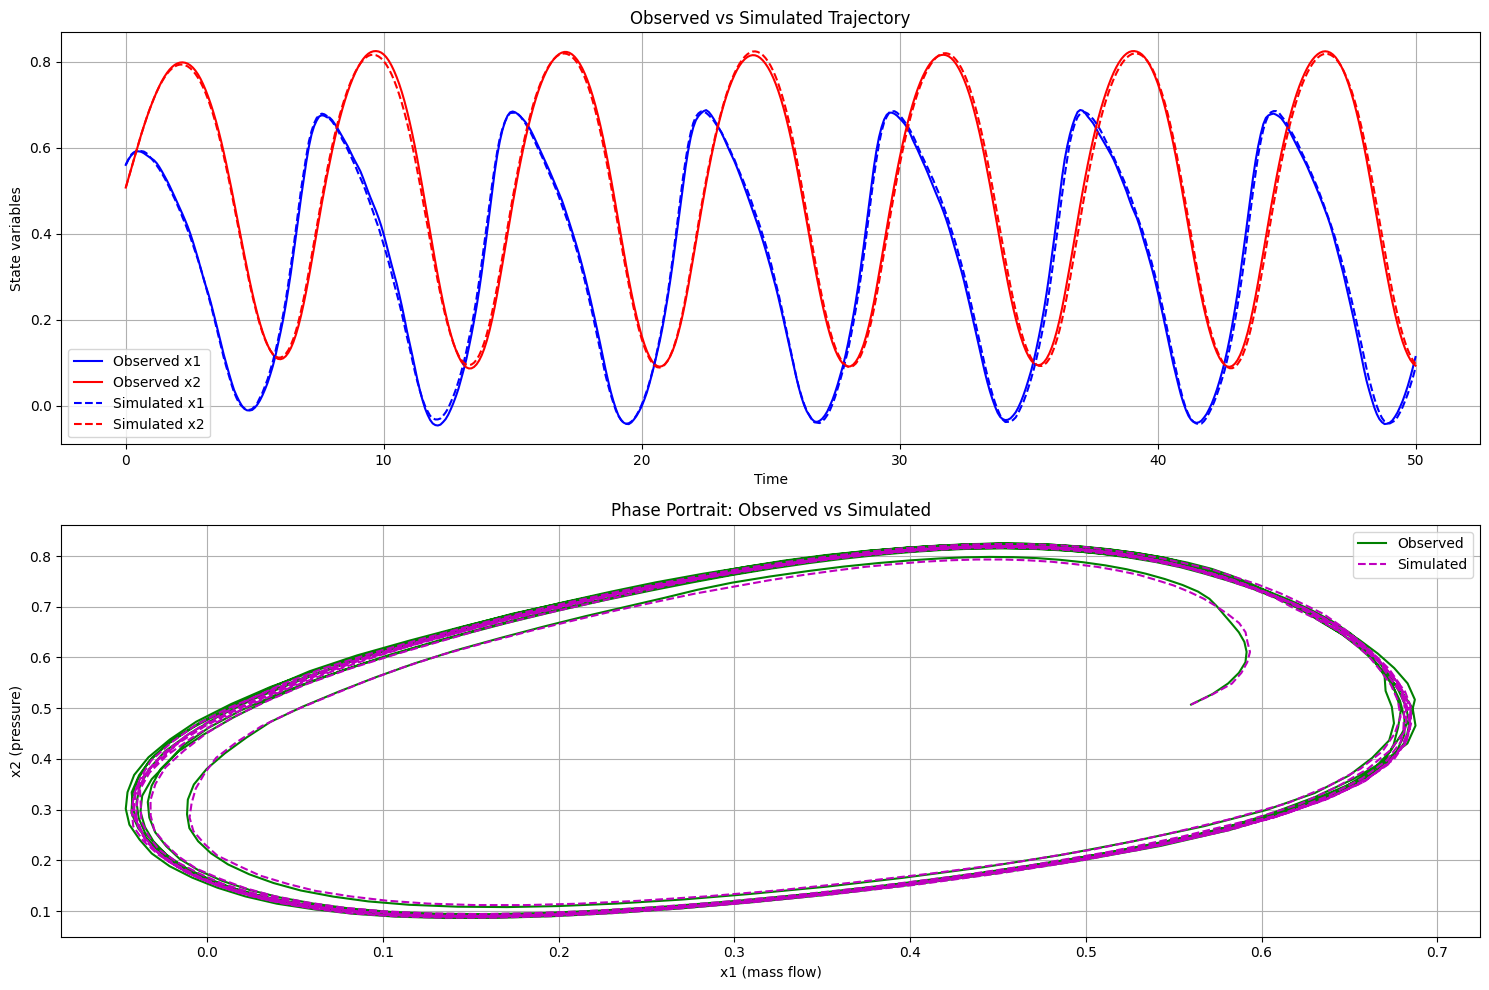 Observed vs Simulated Trajectory
State variables
0.8
0.6
0.4
0.2
0.0
Observed x1
Observed x2
Simulated x1
Simulated x2
0 10 20 30 40 50
Time
Phase Portrait: Observed vs Simulated
x2 (pressure)
0.8
0.7
0.6
0.5
0.4
0.3
0.2
0.1
Observed
Simulated
0.0 0.1 0.2 0.3 0.4 0.5 0.6 0.7
x1 (mass flow)